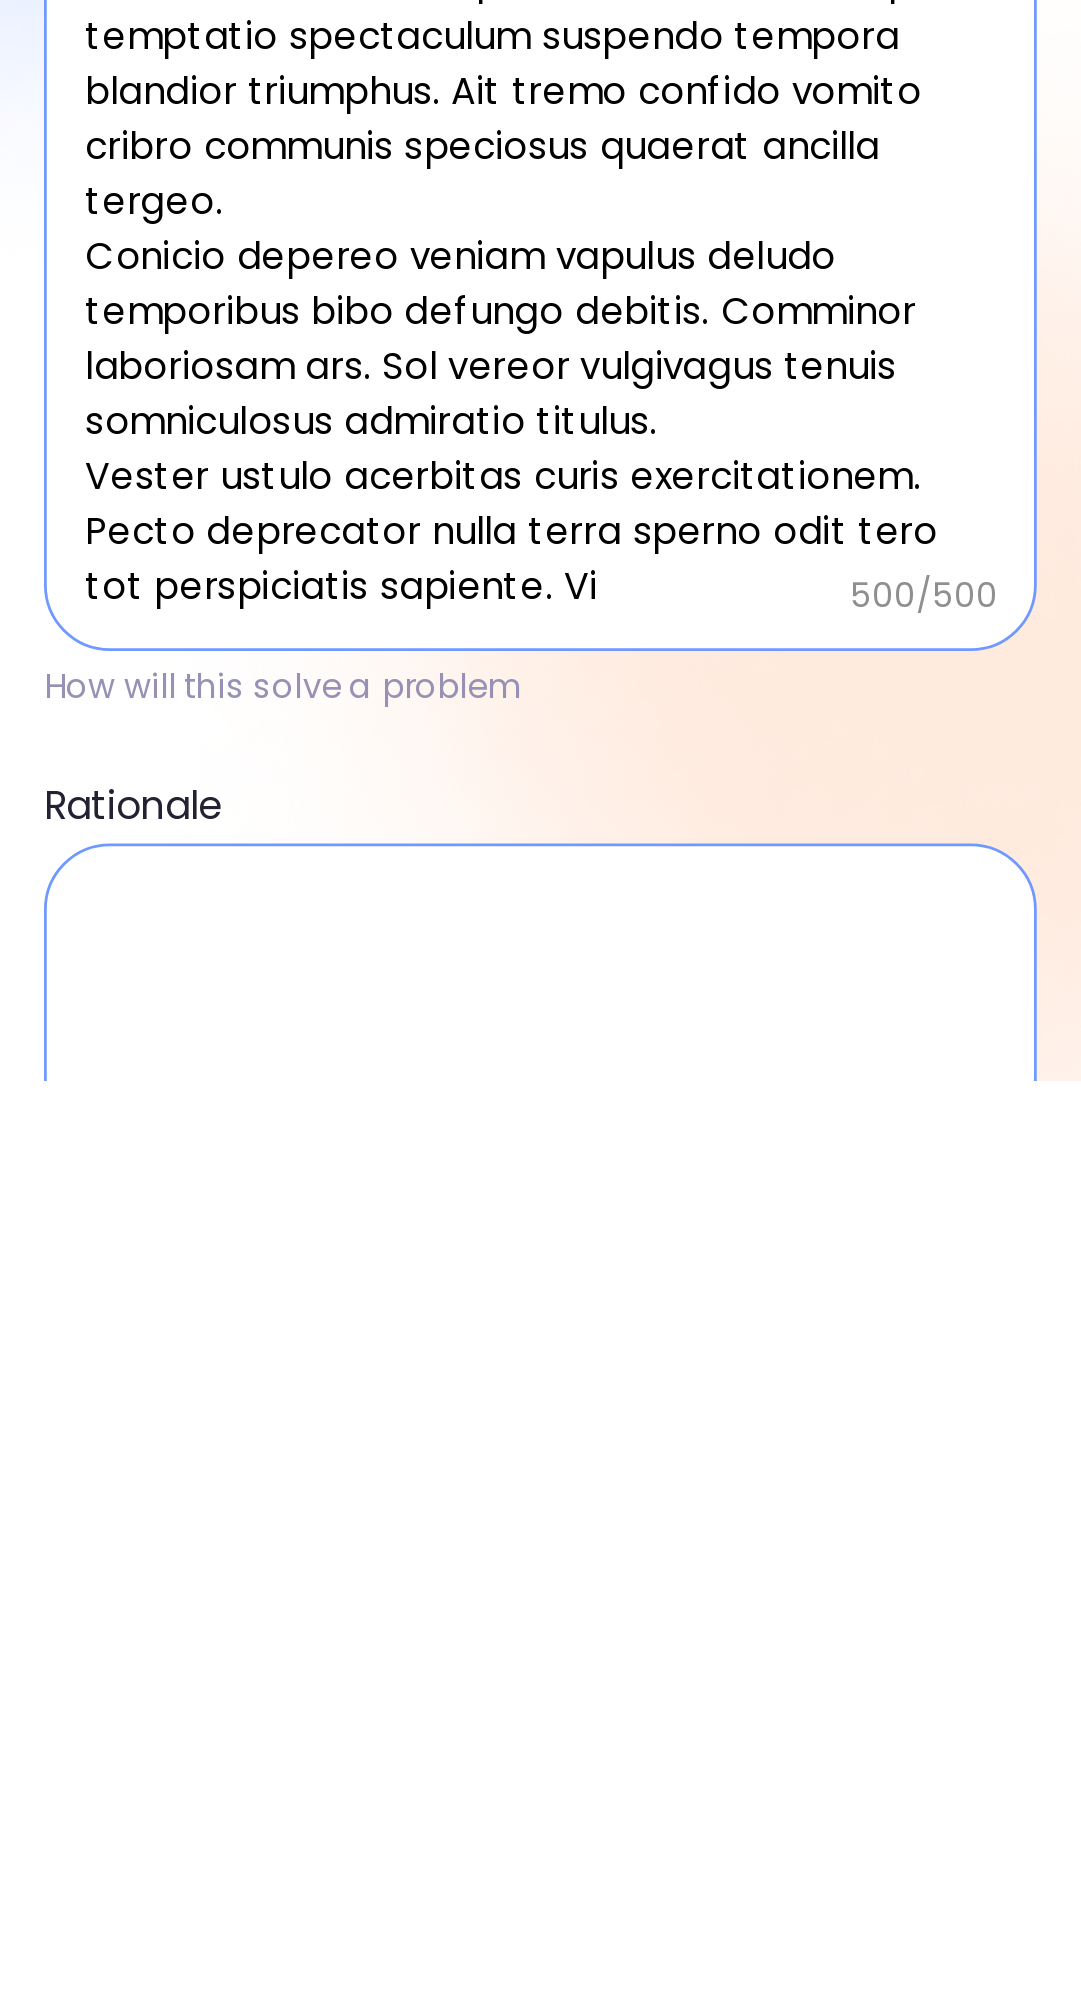 temptatio spectaculum suspendo tempora
blandior triumphus. Ait tremo confido vomito
cribro communis speciosus quaerat ancilla
tergeo.
Conicio depereo veniam vapulus deludo
temporibus bibo defungo debitis. Comminor
laboriosam ars. Sol vereor vulgivagus tenuis
somniculosus admiratio titulus.
Vester ustulo acerbitas curis exercitationem.
Pecto deprecator nulla terra sperno odit tero
tot perspiciatis sapiente. Vi
500/500
How will this solve a problem
Rationale